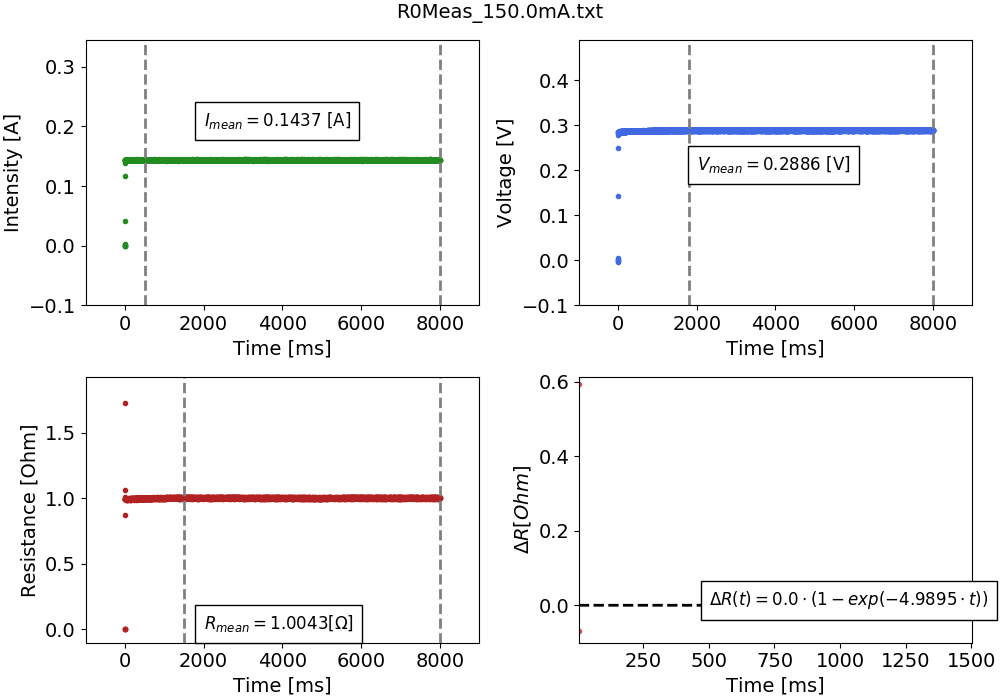 R0Meas_150.0mA.txt
Intensity [A]
0.3
0.2
0.1
0.0
−0.1
I_mean = 0.1437 [A]
0 2000 4000 6000 8000
Time [ms]
Voltage [V]
0.4
0.3
0.2
0.1
0.0
−0.1
V_mean = 0.2886 [V]
0 2000 4000 6000 8000
Time [ms]
Resistance [Ohm]
1.5
1.0
0.5
0.0
R_mean = 1.0043[Ω]
0 2000 4000 6000 8000
Time [ms]
ΔR[Ohm]
0.6
0.4
0.2
0.0
ΔR(t) = 0.0 · (1 − exp(−4.9895 · t))
250 500 750 1000 1250 1500
Time [ms]